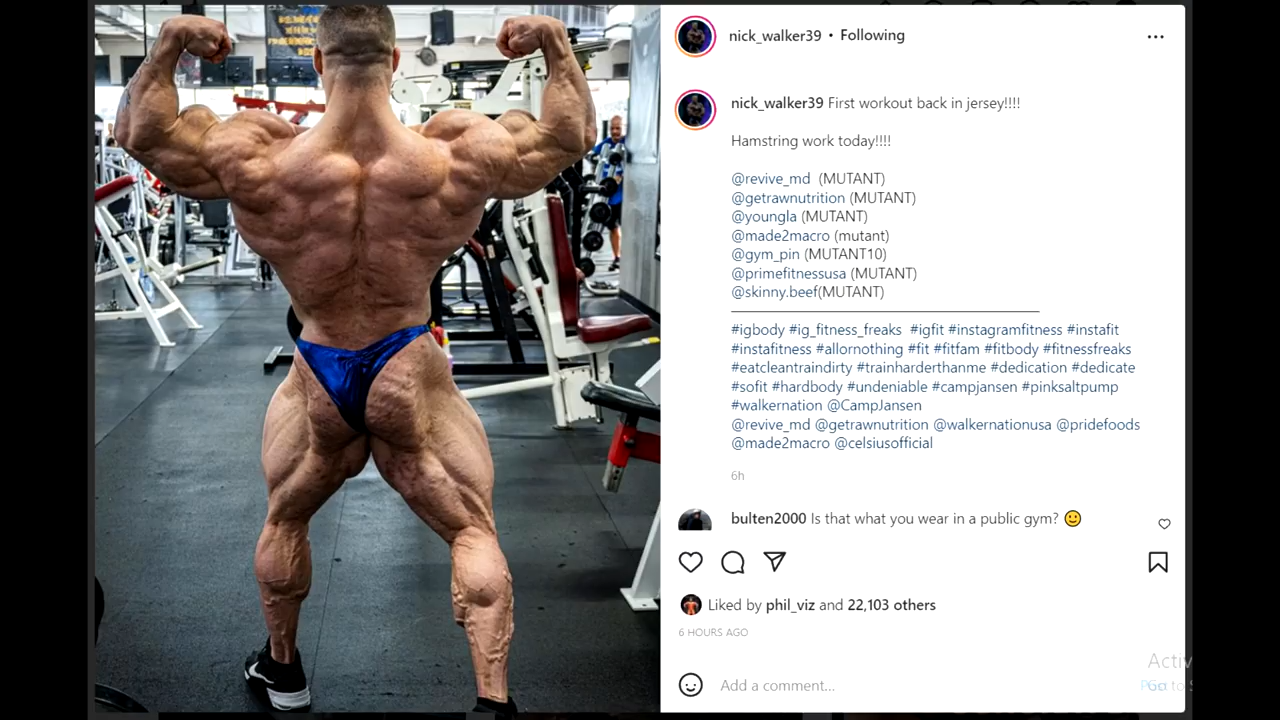 nick_walker39 • Following
nick_walker39 First workout back in jersey!!!!
Hamstring work today!!!!
@revive_md (MUTANT)
@getrawnutrition (MUTANT)
@youngla (MUTANT)
@made2macro (mutant)
@gym_pin (MUTANT10)
@primefitnessusa (MUTANT)
@skinny.beef(MUTANT)
#igbody #ig_fitness_freaks #igfit #instagramfitness #instafit
#instafitness #allornothing #fit #fitfam #fitbody #fitnessfreaks
#eatcleantraindirty #trainharderthanme #dedication #dedicate
#sofit #hardbody #undeniable #campjansen #pinksaltpump
#walkernation @CampJansen
@revive_md @getrawnutrition @walkernationusa @pridefoods
@made2macro @celsiusofficial
6h
bulten2000 Is that what you wear in a public gym? 🙂
Liked by phil_viz and 22,103 others
6 HOURS AGO
Add a comment...
Activ